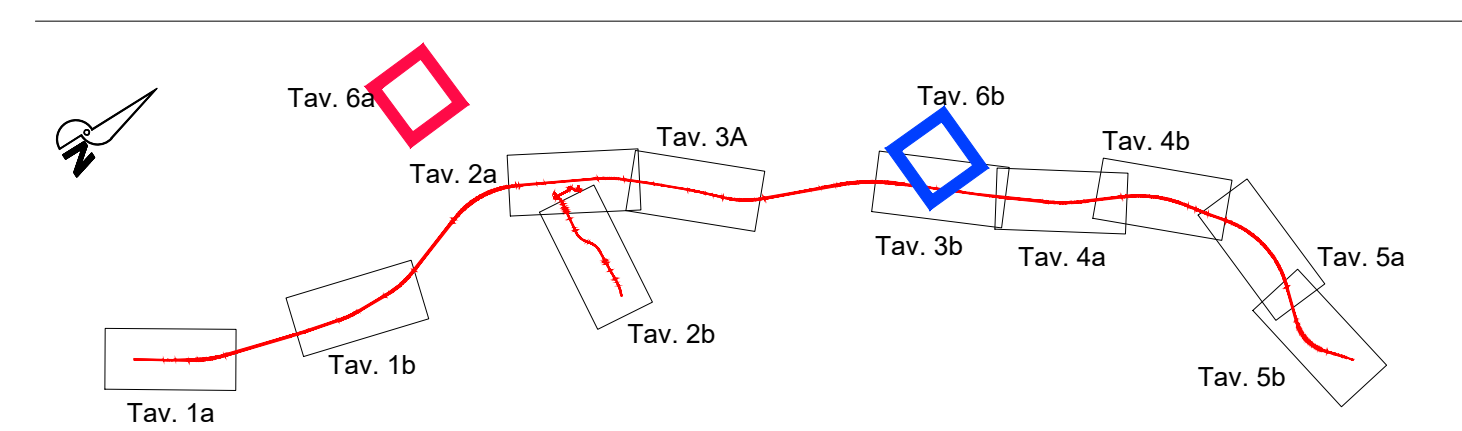 Tav. 6a
Tav. 6b
Tav. 3A
Tav. 4b
Tav. 2a
N
Tav. 3b
Tav. 4a
Tav. 5a
Tav. 2b
Tav. 1b
Tav. 5b
Tav. 1a